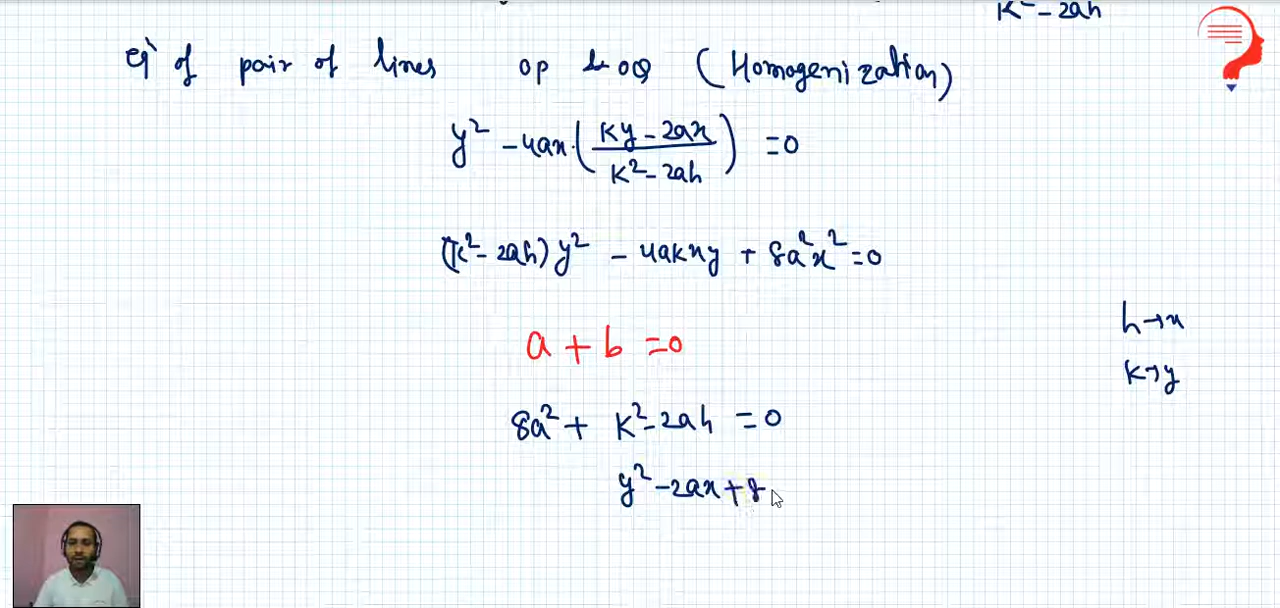 K² - 2ah
Eqⁿ of pair of lines OP & OQ (Homogenization)
y² - 4ax·((Ky - 2ax)/(K² - 2ah)) = 0
(K² - 2ah)y² - 4akxy + 8a²x² = 0
h→x
a + b = 0
k→y
8a² + K² - 2ah = 0
y² - 2ax + 8